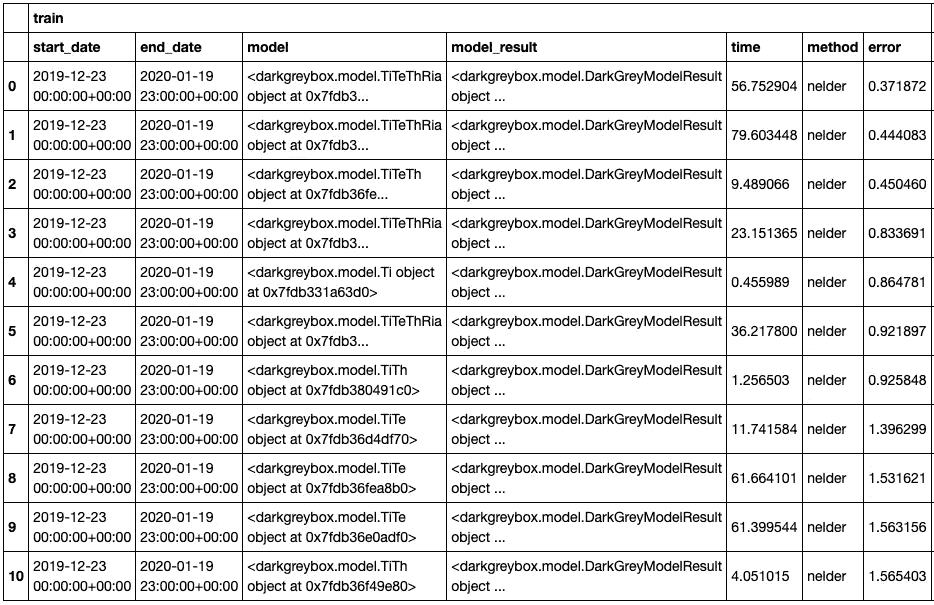 train
start_date end_date model model_result time method error
0 2019-12-23 00:00:00+00:00 2020-01-19 23:00:00+00:00 <darkgreybox.model.TiTeThRia object at 0x7fdb3... <darkgreybox.model.DarkGreyModelResult object ... 56.752904 nelder 0.371872
1 2019-12-23 00:00:00+00:00 2020-01-19 23:00:00+00:00 <darkgreybox.model.TiTeThRia object at 0x7fdb3... <darkgreybox.model.DarkGreyModelResult object ... 79.603448 nelder 0.444083
2 2019-12-23 00:00:00+00:00 2020-01-19 23:00:00+00:00 <darkgreybox.model.TiTeTh object at 0x7fdb36fe... <darkgreybox.model.DarkGreyModelResult object ... 9.489066 nelder 0.450460
3 2019-12-23 00:00:00+00:00 2020-01-19 23:00:00+00:00 <darkgreybox.model.TiTeThRia object at 0x7fdb3... <darkgreybox.model.DarkGreyModelResult object ... 23.151365 nelder 0.833691
4 2019-12-23 00:00:00+00:00 2020-01-19 23:00:00+00:00 <darkgreybox.model.Ti object at 0x7fdb331a63d0> <darkgreybox.model.DarkGreyModelResult object ... 0.455989 nelder 0.864781
5 2019-12-23 00:00:00+00:00 2020-01-19 23:00:00+00:00 <darkgreybox.model.TiTeThRia object at 0x7fdb3... <darkgreybox.model.DarkGreyModelResult object ... 36.217800 nelder 0.921897
6 2019-12-23 00:00:00+00:00 2020-01-19 23:00:00+00:00 <darkgreybox.model.TiTh object at 0x7fdb380491c0> <darkgreybox.model.DarkGreyModelResult object ... 1.256503 nelder 0.925848
7 2019-12-23 00:00:00+00:00 2020-01-19 23:00:00+00:00 <darkgreybox.model.TiTe object at 0x7fdb36d4df70> <darkgreybox.model.DarkGreyModelResult object ... 11.741584 nelder 1.396299
8 2019-12-23 00:00:00+00:00 2020-01-19 23:00:00+00:00 <darkgreybox.model.TiTe object at 0x7fdb36fea8b0> <darkgreybox.model.DarkGreyModelResult object ... 61.664101 nelder 1.531621
9 2019-12-23 00:00:00+00:00 2020-01-19 23:00:00+00:00 <darkgreybox.model.TiTe object at 0x7fdb36e0adf0> <darkgreybox.model.DarkGreyModelResult object ... 61.399544 nelder 1.563156
10 2019-12-23 00:00:00+00:00 2020-01-19 23:00:00+00:00 <darkgreybox.model.TiTh object at 0x7fdb36f49e80> <darkgreybox.model.DarkGreyModelResult object ... 4.051015 nelder 1.565403